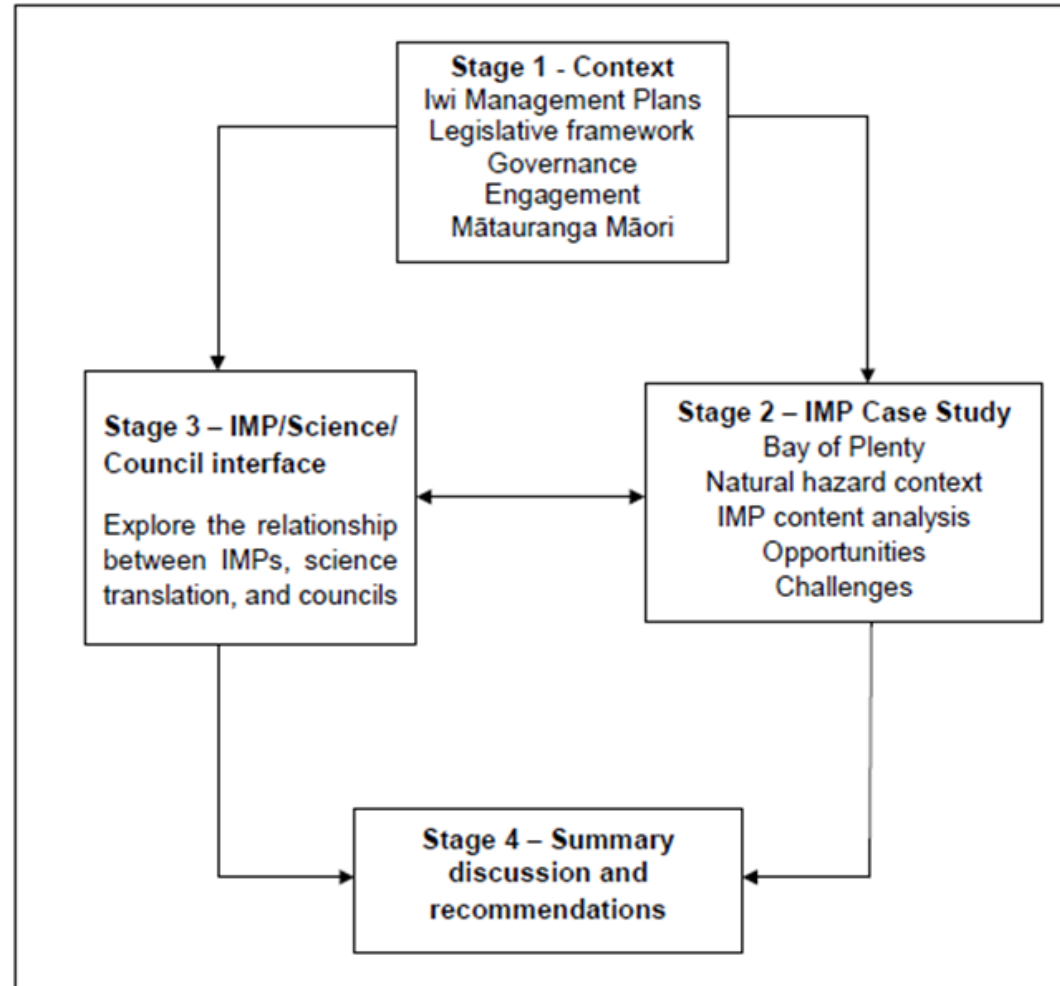 Stage 1 - Context
Iwi Management Plans
Legislative framework
Governance
Engagement
Mātauranga Māori
Stage 3 – IMP/Science/
Council interface
Explore the relationship
between IMPs, science
translation, and councils
Stage 2 – IMP Case Study
Bay of Plenty
Natural hazard context
IMP content analysis
Opportunities
Challenges
Stage 4 – Summary
discussion and
recommendations